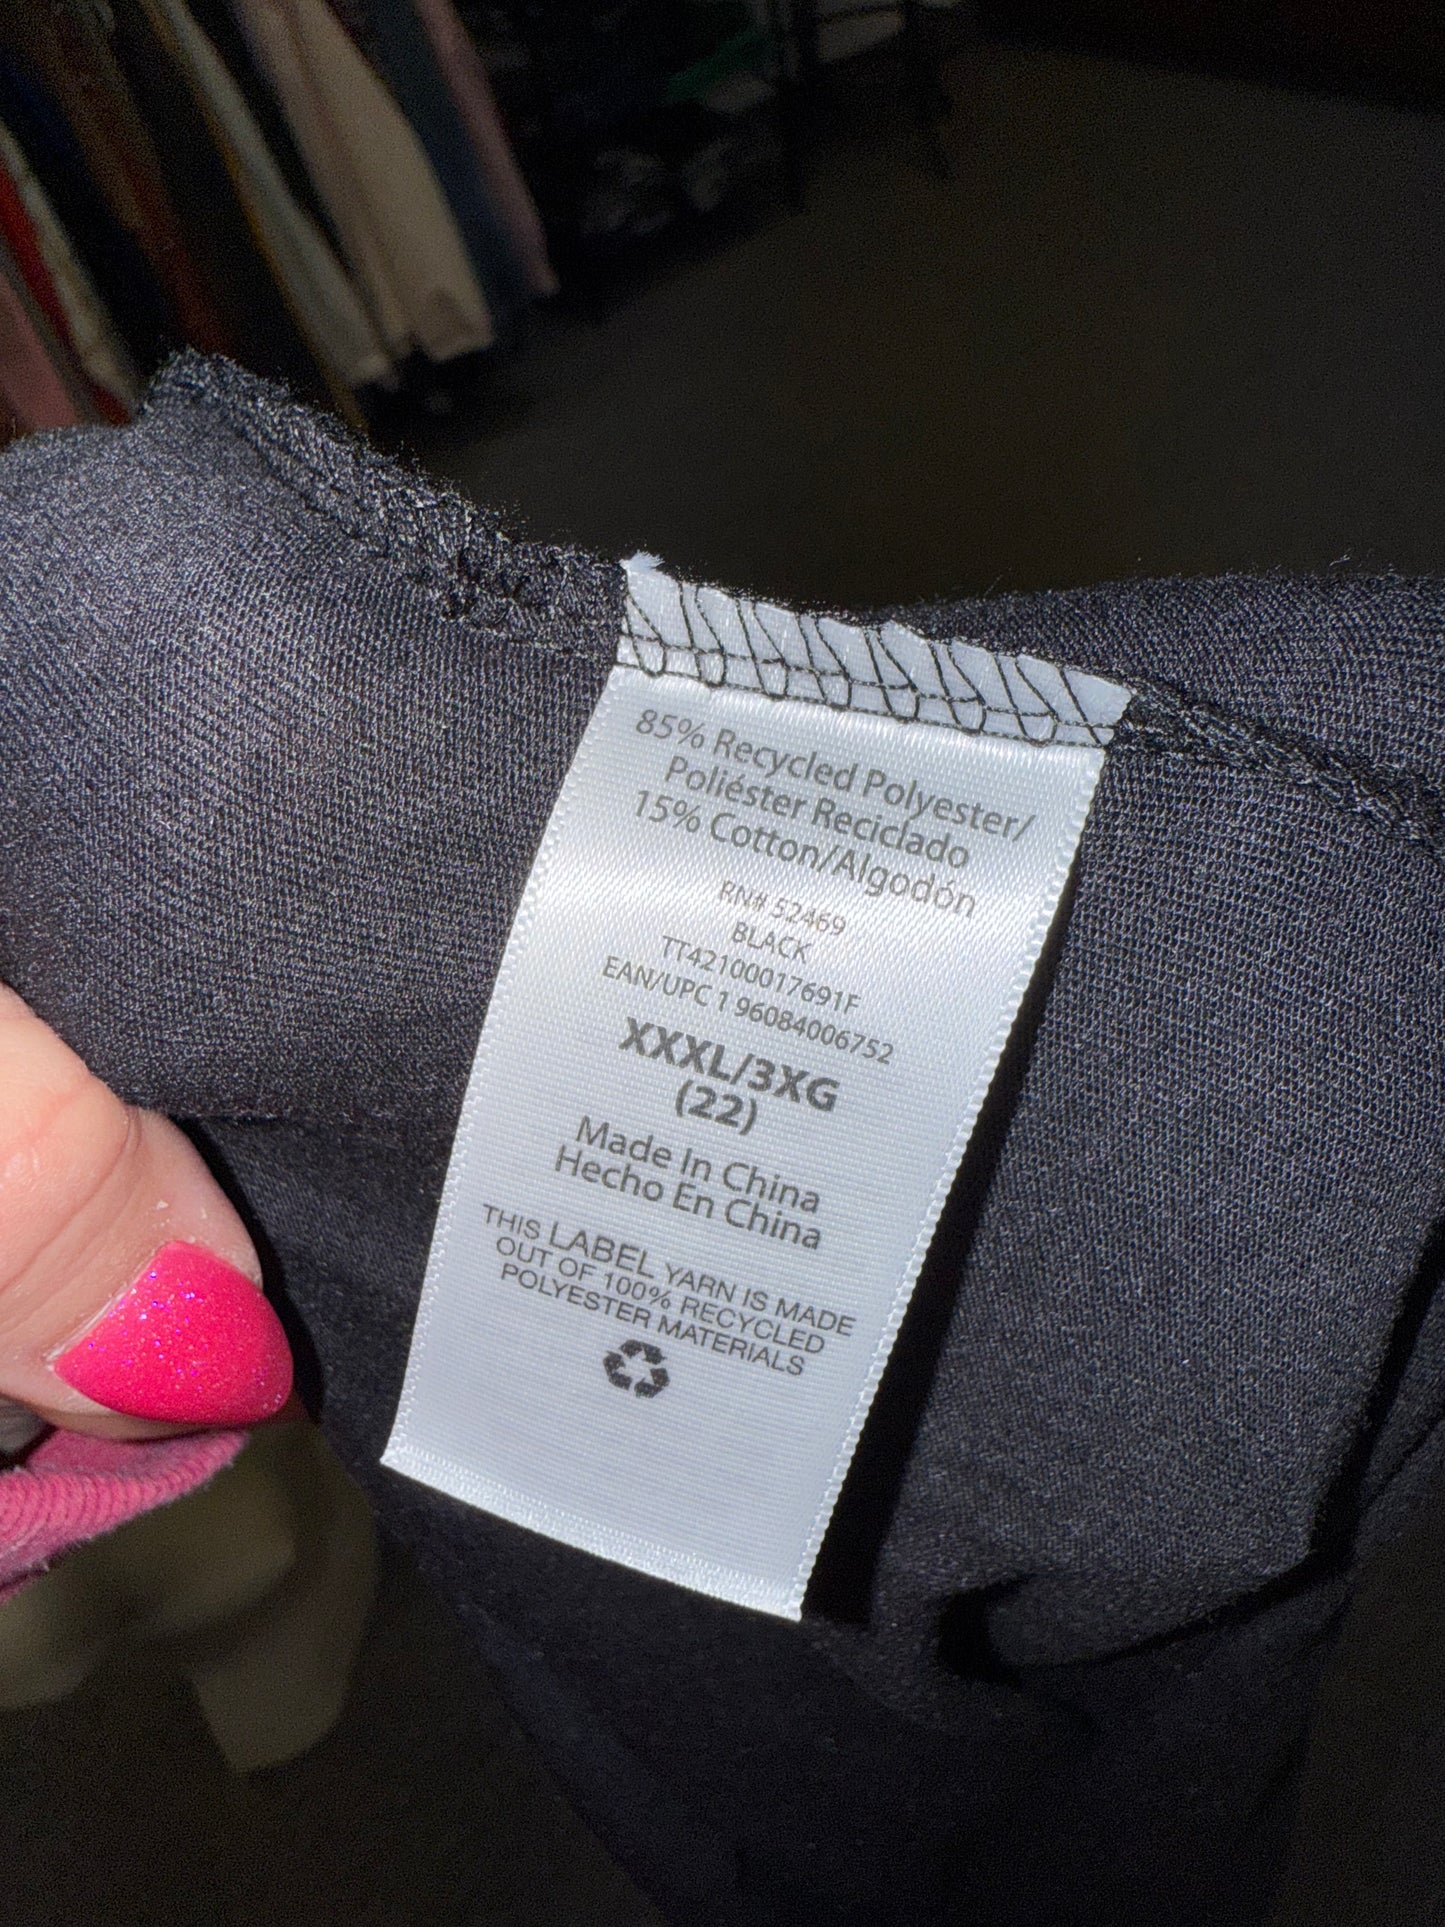 85% Recycled Polyester/
Poliéster Reciclado
15% Cotton/Algodón
RN# 52469
BLACK
TT42100017691F
EAN/UPC 1 96084006752
XXXL/3XG
(22)
Made In China
Hecho En China
THIS LABEL YARN IS MADE
OUT OF 100% RECYCLED
POLYESTER MATERIALS